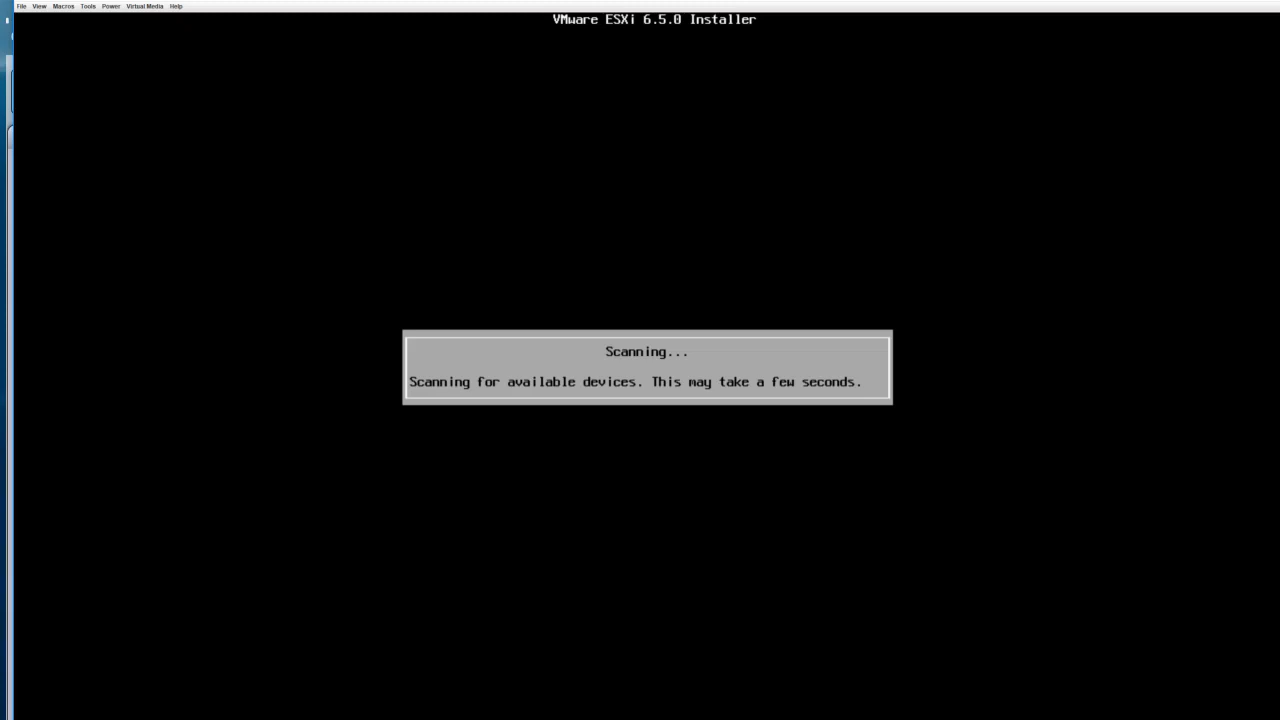 File View Macros Tools Power Virtual Media Help
VMware ESXi 6.5.0 Installer
Scanning...
Scanning for available devices. This may take a few seconds.